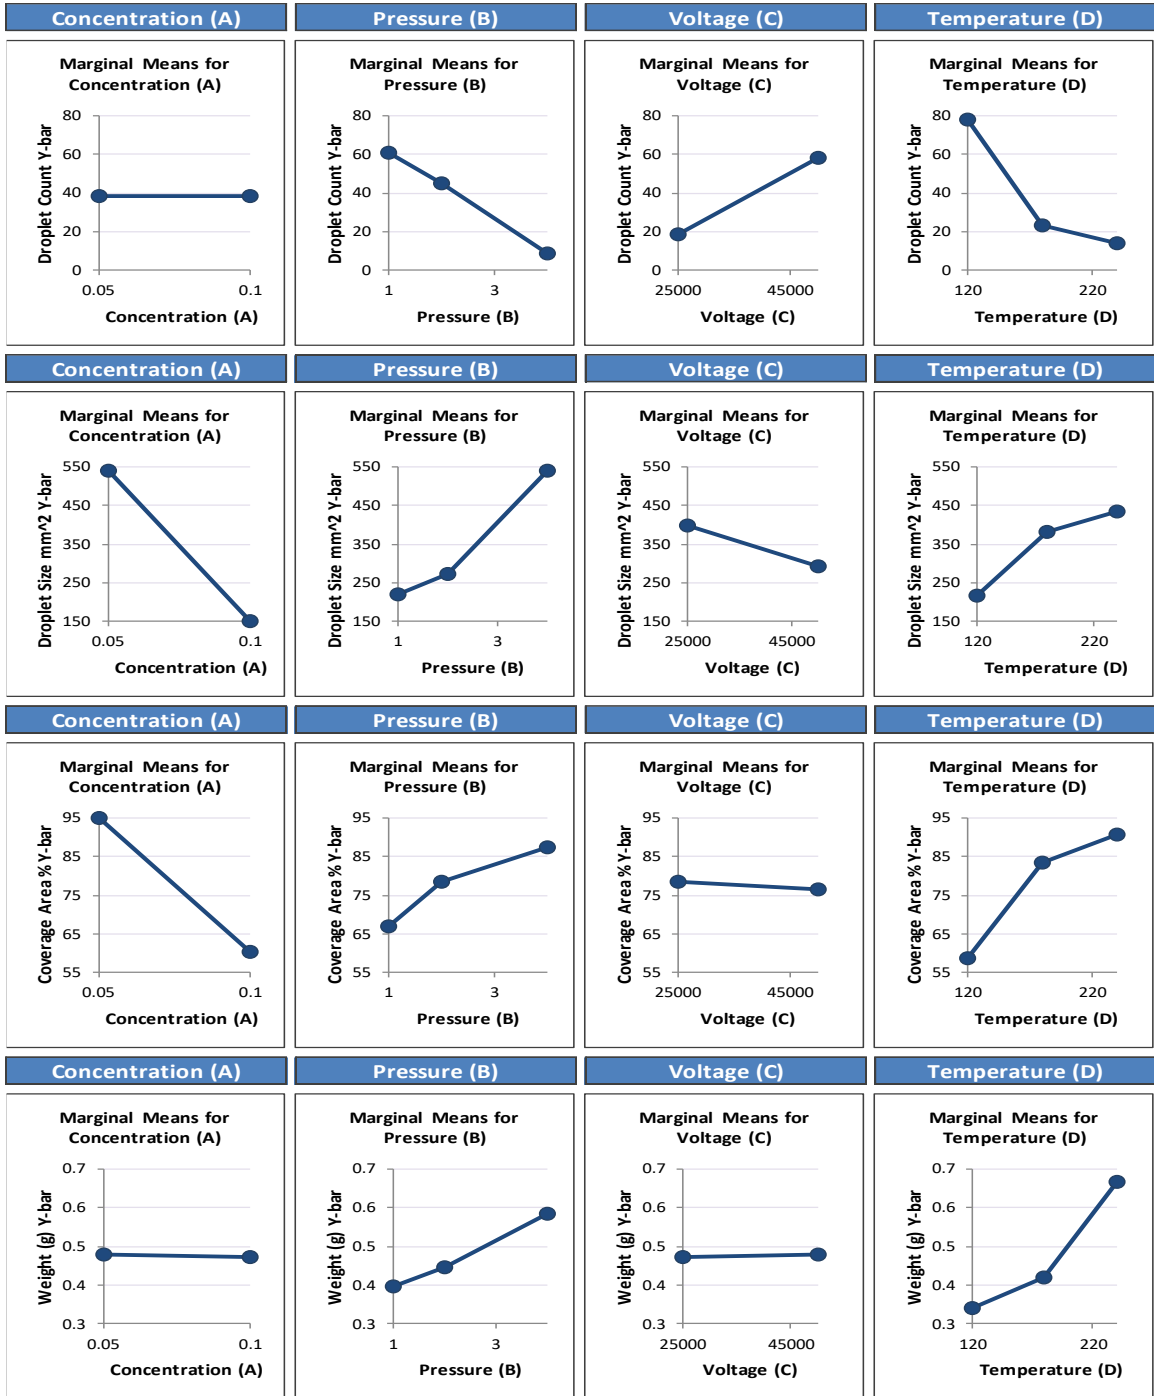 Concentration (A)
Pressure (B)
Voltage (C)
Temperature (D)
Marginal Means for
Concentration (A)
Droplet Count Y-bar
80
60
40
20
0
0.05 0.1
Concentration (A)
Marginal Means for
Pressure (B)
Droplet Count Y-bar
80
60
40
20
0
1 3
Pressure (B)
Marginal Means for
Voltage (C)
Droplet Count Y-bar
80
60
40
20
0
25000 45000
Voltage (C)
Marginal Means for
Temperature (D)
Droplet Count Y-bar
80
60
40
20
0
120 220
Temperature (D)
Concentration (A)
Pressure (B)
Voltage (C)
Temperature (D)
Marginal Means for
Concentration (A)
Droplet Size mm^2 Y-bar
550
450
350
250
150
0.05 0.1
Concentration (A)
Marginal Means for
Pressure (B)
Droplet Size mm^2 Y-bar
550
450
350
250
150
1 3
Pressure (B)
Marginal Means for
Voltage (C)
Droplet Size mm^2 Y-bar
550
450
350
250
150
25000 45000
Voltage (C)
Marginal Means for
Temperature (D)
Droplet Size mm^2 Y-bar
550
450
350
250
150
120 220
Temperature (D)
Concentration (A)
Pressure (B)
Voltage (C)
Temperature (D)
Marginal Means for
Concentration (A)
Coverage Area % Y-bar
95
85
75
65
55
0.05 0.1
Concentration (A)
Marginal Means for
Pressure (B)
Coverage Area % Y-bar
95
85
75
65
55
1 3
Pressure (B)
Marginal Means for
Voltage (C)
Coverage Area % Y-bar
95
85
75
65
55
25000 45000
Voltage (C)
Marginal Means for
Temperature (D)
Coverage Area % Y-bar
95
85
75
65
55
120 220
Temperature (D)
Concentration (A)
Pressure (B)
Voltage (C)
Temperature (D)
Marginal Means for
Concentration (A)
Weight (g) Y-bar
0.7
0.6
0.5
0.4
0.3
0.05 0.1
Concentration (A)
Marginal Means for
Pressure (B)
Weight (g) Y-bar
0.7
0.6
0.5
0.4
0.3
1 3
Pressure (B)
Marginal Means for
Voltage (C)
Weight (g) Y-bar
0.7
0.6
0.5
0.4
0.3
25000 45000
Voltage (C)
Marginal Means for
Temperature (D)
Weight (g) Y-bar
0.7
0.6
0.5
0.4
0.3
120 220
Temperature (D)